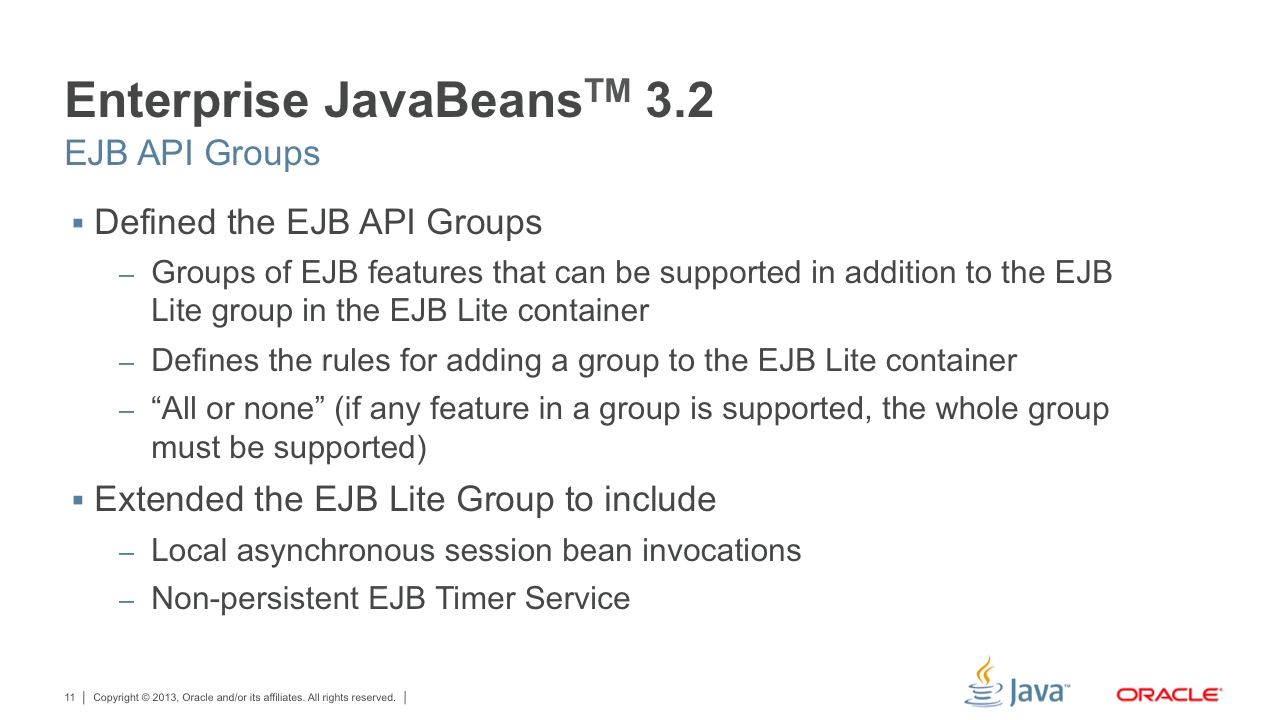 Enterprise JavaBeans™ 3.2
EJB API Groups
▪ Defined the EJB API Groups
– Groups of EJB features that can be supported in addition to the EJB
Lite group in the EJB Lite container
– Defines the rules for adding a group to the EJB Lite container
– “All or none” (if any feature in a group is supported, the whole group
must be supported)
▪ Extended the EJB Lite Group to include
– Local asynchronous session bean invocations
– Non-persistent EJB Timer Service
11 | Copyright © 2013, Oracle and/or its affiliates. All rights reserved. |
Java™
ORACLE®